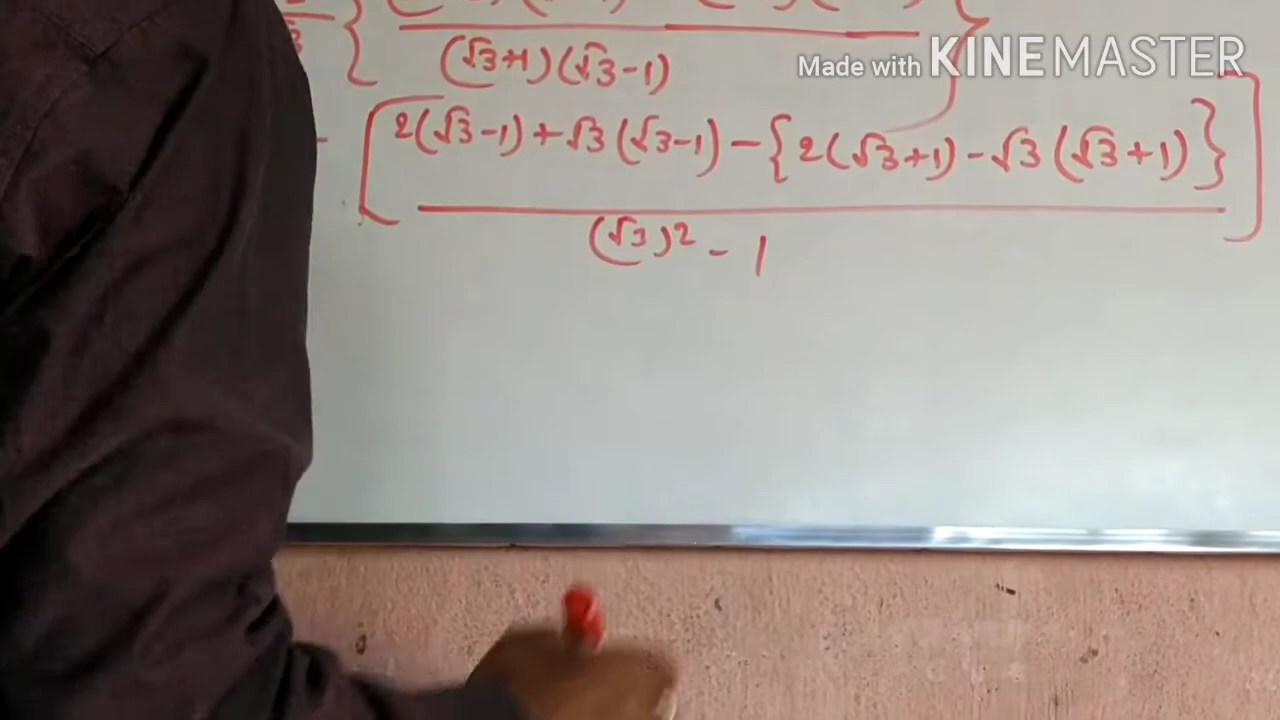 √3 {
(√3+1)(√3-1)
Made with KINEMASTER
- [2(√3-1)+√3(√3-1)-{2(√3+1)-√3(√3+1)}]
(√3)² - 1